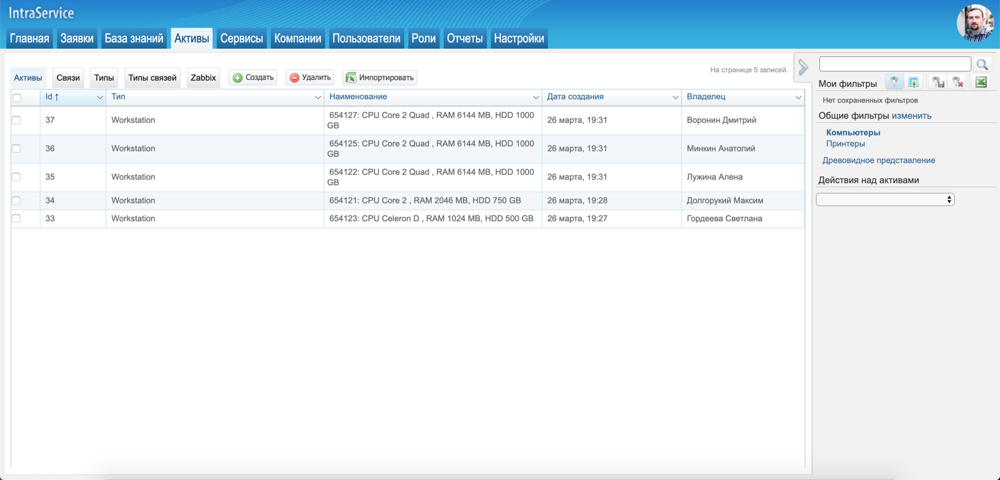 IntraService
Главная Заявки База знаний Активы Сервисы Компании Пользователи Роли Отчеты Настройки
Активы Связи Типы Типы связей Zabbix Создать Удалить Импортировать На странице 5 записей.
Id ↑ Тип Наименование Дата создания Владелец
37 Workstation 654127: CPU Core 2 Quad , RAM 6144 MB, HDD 1000
GB 26 марта, 19:31 Воронин Дмитрий
36 Workstation 654125: CPU Core 2 Quad , RAM 6144 MB, HDD 1000
GB 26 марта, 19:31 Минкин Анатолий
35 Workstation 654122: CPU Core 2 Quad , RAM 6144 MB, HDD 1000
GB 26 марта, 19:31 Лужина Алена
34 Workstation 654121: CPU Core 2 , RAM 2046 MB, HDD 750 GB 26 марта, 19:28 Долгорукий Максим
33 Workstation 654123: CPU Celeron D , RAM 1024 MB, HDD 500 GB 26 марта, 19:27 Гордеева Светлана
Мои фильтры
Нет сохраненных фильтров
Общие фильтры изменить
Компьютеры
Принтеры
Древовидное представление
Действия над активами